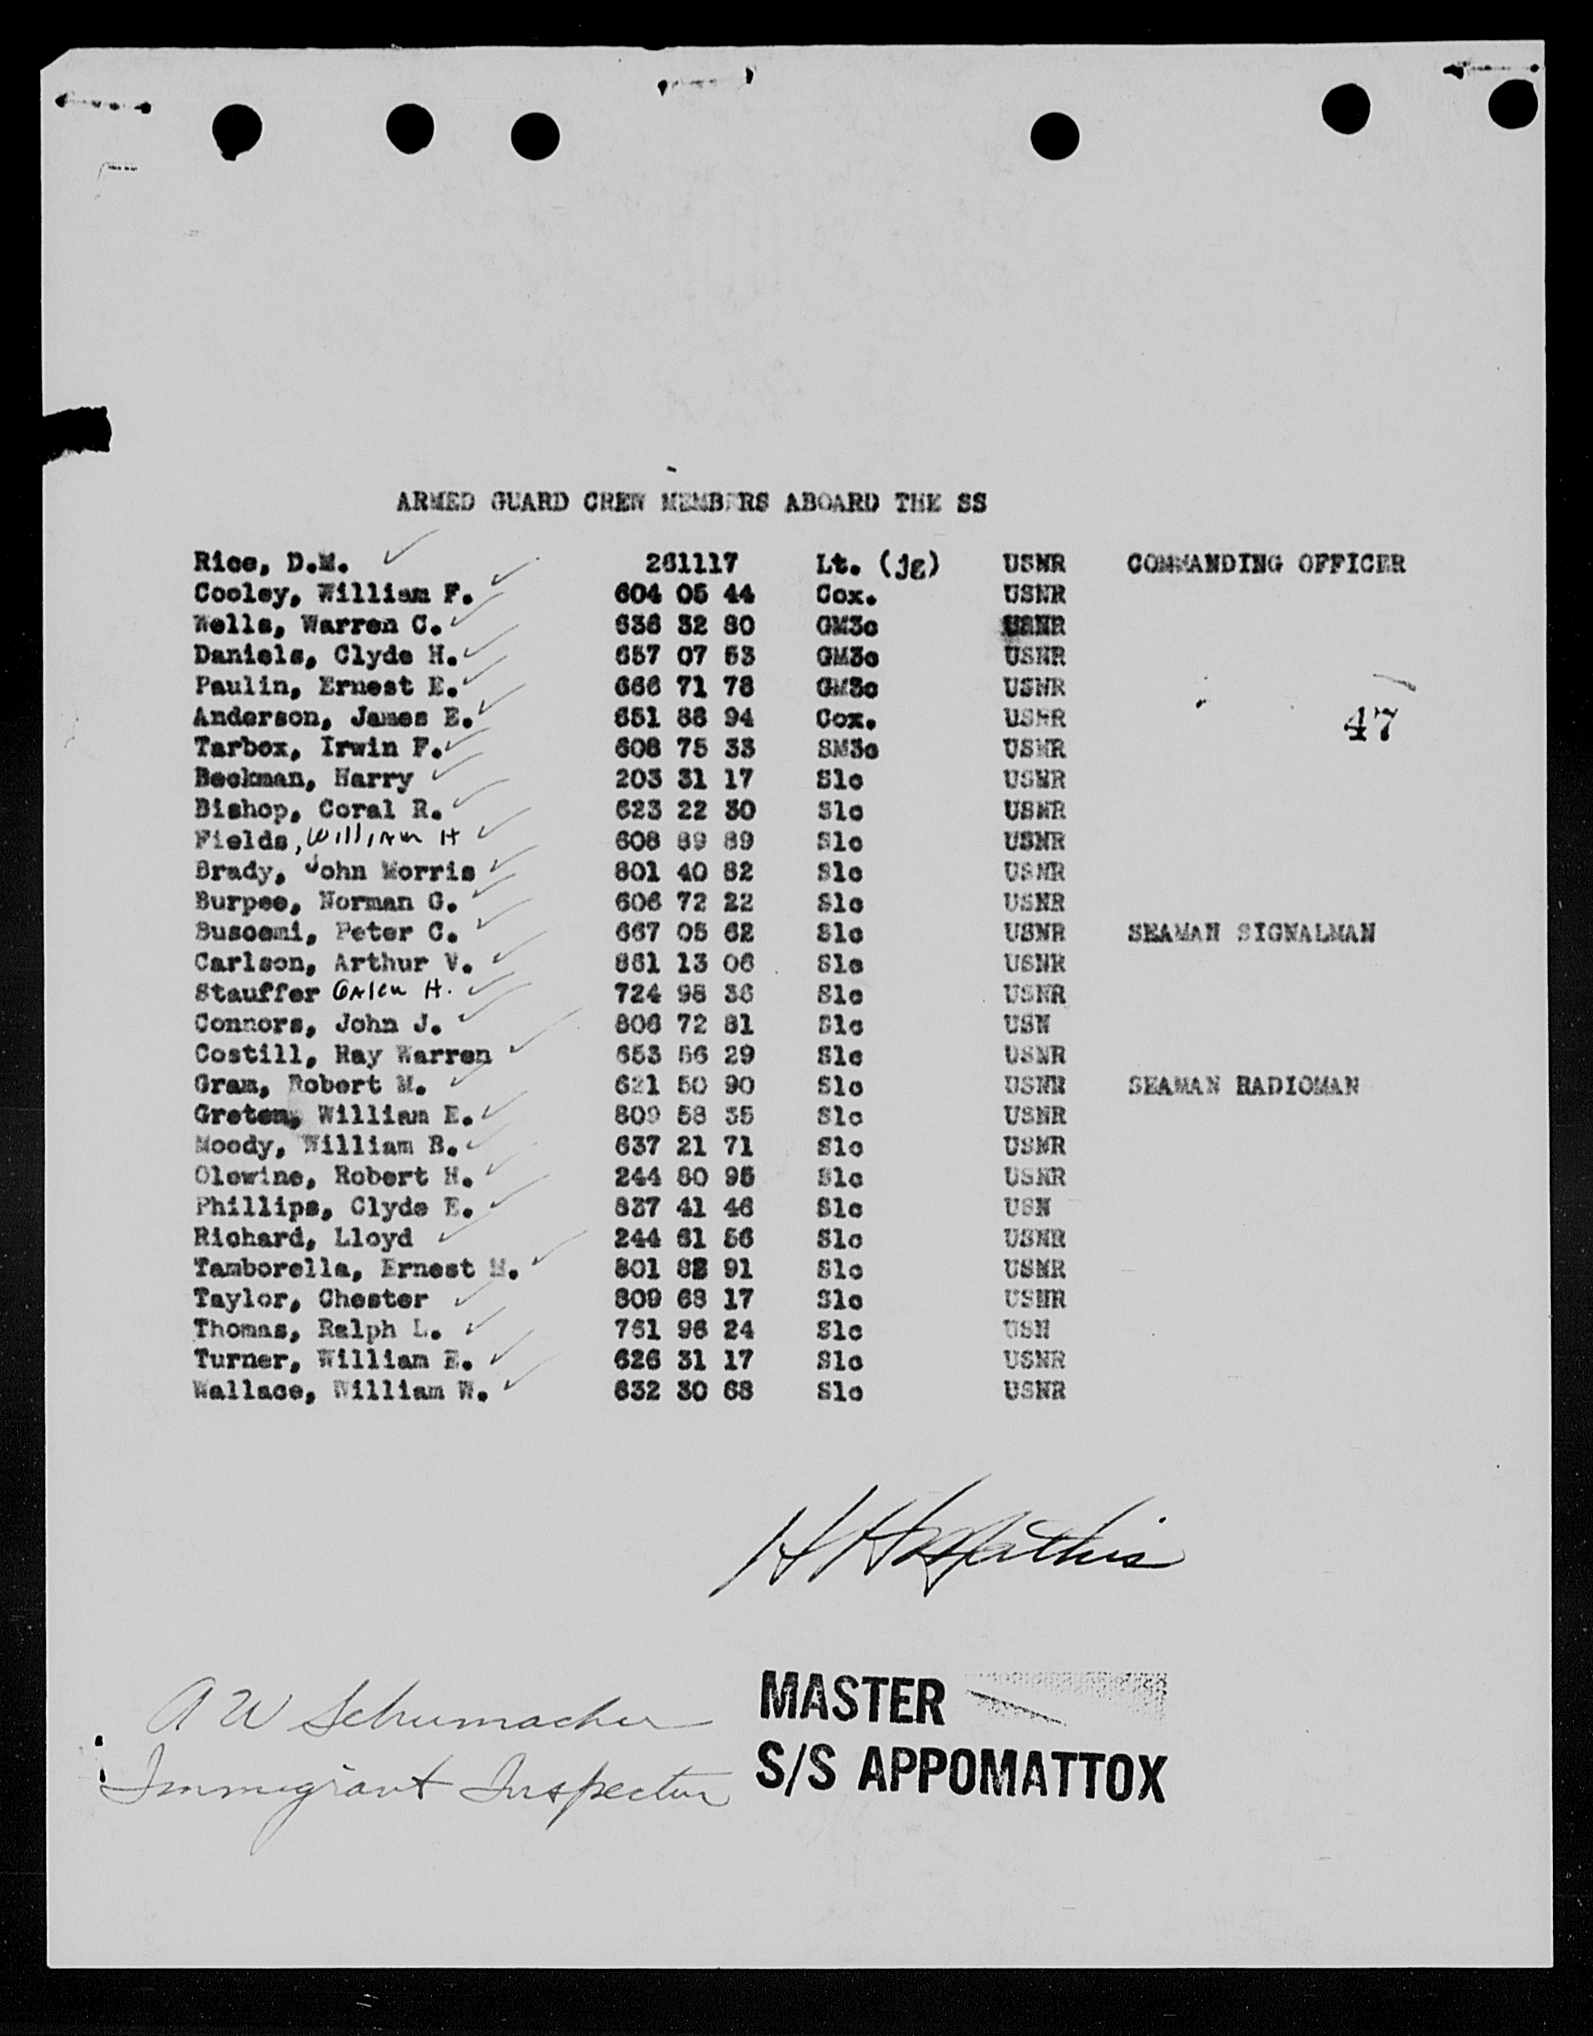 ARMED GUARD CREW MEMBERS ABOARD THE SS
Rice, D.M. 261117 Lt. (jg) USNR COMMANDING OFFICER
Cooley, William F. 604 05 44 Cox. USNR
Wells, Warren C. 636 32 80 GM3c USNR
Daniels, Clyde H. 657 07 53 GM3c USNR
Paulin, Ernest E. 666 71 78 GM3c USNR
Anderson, James E. 651 88 94 Cox. USNR
47
Tarbox, Irwin F. 608 75 33 SM3c USNR
Beckman, Harry 203 31 17 S1c USNR
Bishop, Coral R. 623 22 30 S1c USNR
Fields, William H 608 89 89 S1c USNR
Brady, John Morris 801 40 82 S1c USNR
Burpee, Norman G. 606 72 22 S1c USNR
Buscemi, Peter C. 667 05 62 S1c USNR SEAMAN SIGNALMAN
Carlson, Arthur V. 861 13 06 S1c USNR
Stauffer Galen H. 724 98 36 S1c USNR
Connors, John J. 806 72 81 S1c USN
Costill, Ray Warren 653 56 29 S1c USNR
Gram, Robert M. 621 50 90 S1c USNR SEAMAN RADIOMAN
Greten, William E. 809 58 35 S1c USNR
Moody, William B. 637 21 71 S1c USNR
Olewine, Robert H. 244 80 95 S1c USNR
Phillips, Clyde E. 837 41 46 S1c USN
Richard, Lloyd 244 61 56 S1c USNR
Tamborella, Ernest M. 801 82 91 S1c USNR
Taylor, Chester 809 68 17 S1c USNR
Thomas, Ralph L. 761 96 24 S1c USN
Turner, William E. 626 31 17 S1c USNR
Wallace, William W. 632 30 68 S1c USNR
H H Mathis
A W Schumacher
Immigrant Inspector
MASTER
S/S APPOMATTOX